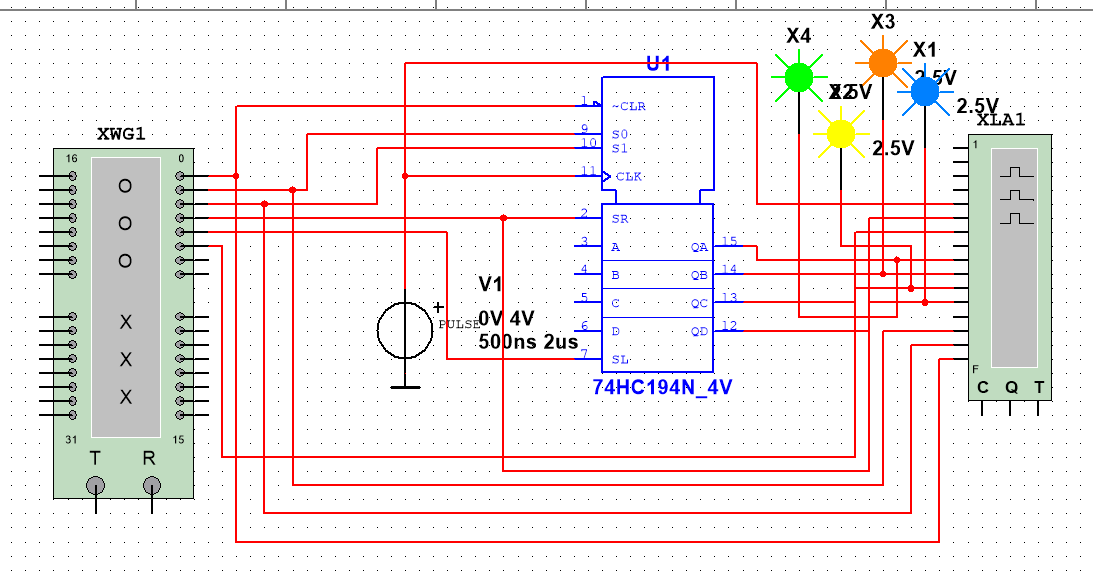 X3
X4
X1
U1
2.5V
X2
2.5V
2.5V
1
~CLR
XLA1
XWG1
9
S0
1
10
S1
16
0
11
CLK
O
2
SR
O
3
A
QA
15
O
4
B
QB
14
V1
5
C
QC
13
X
PULSE
0V 4V
6
D
QD
12
500ns 2us
X
7
SL
F
74HC194N_4V
C Q T
X
31
15
T
R